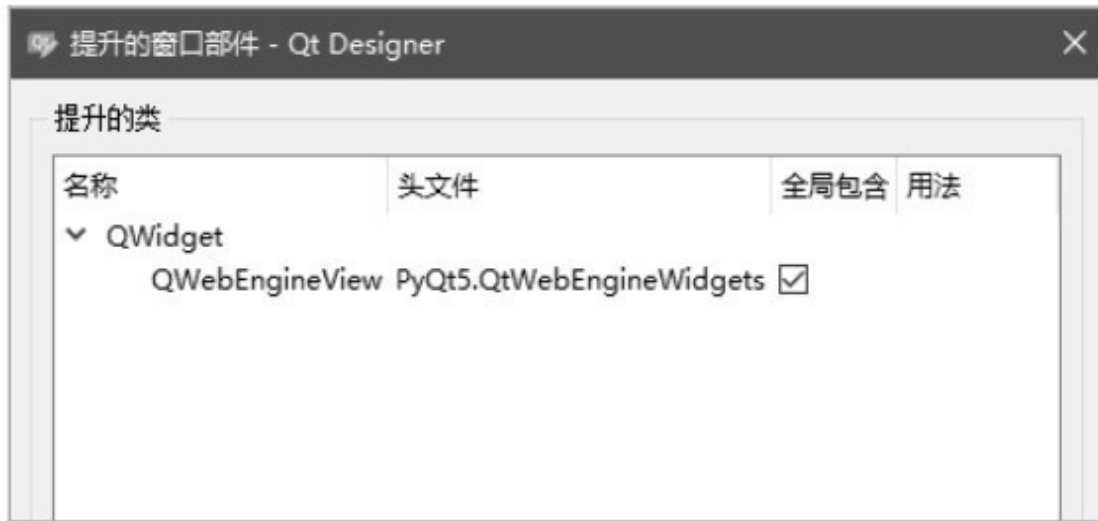 提升的窗口部件 - Qt Designer
提升的类
名称 头文件 全局包含 用法
QWidget
QWebEngineView PyQt5.QtWebEngineWidgets